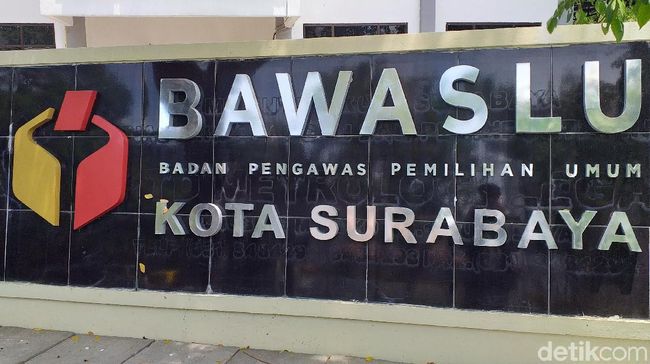 BAWASLU
BADAN PENGAWAS PEMILIHAN UMUM
KOTA SURABAYA
detikcom